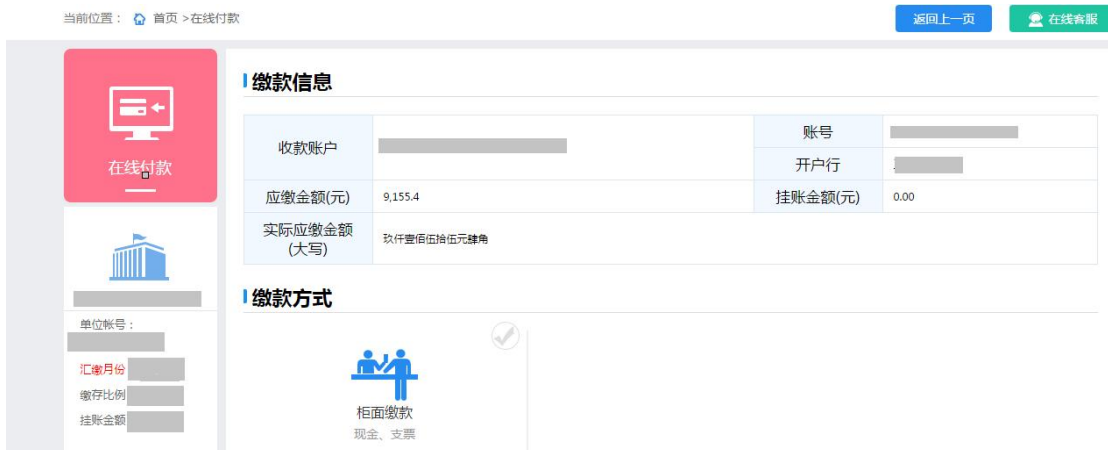 当前位置： 首页 >在线付款
返回上一页
在线客服
在线付款
缴款信息
收款账户
账号
开户行
应缴金额(元)
9,155.4
挂账金额(元)
0.00
实际应缴金额
(大写)
玖仟壹佰伍拾伍元肆角
单位帐号：
汇缴月份
缴存比例
挂账金额
缴款方式
柜面缴款
现金、支票